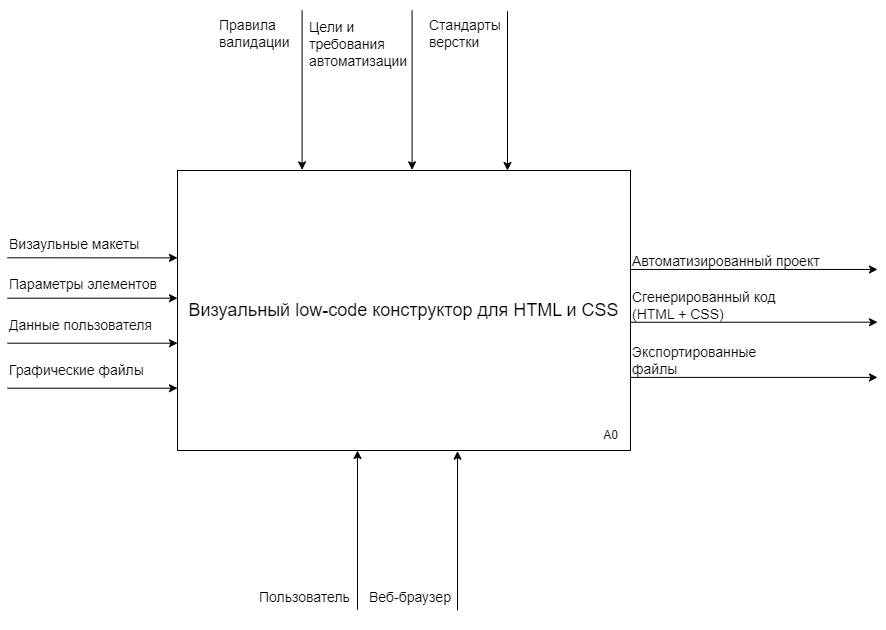 Правила
валидации
Цели и
требования
автоматизации
Стандарты
верстки
Визаульные макеты
Параметры элементов
Данные пользователя
Графические файлы
Визуальный low-code конструктор для HTML и CSS
A0
Автоматизированный проект
Сгенерированный код
(HTML + CSS)
Экспортированные
файлы
Пользователь
Веб-браузер